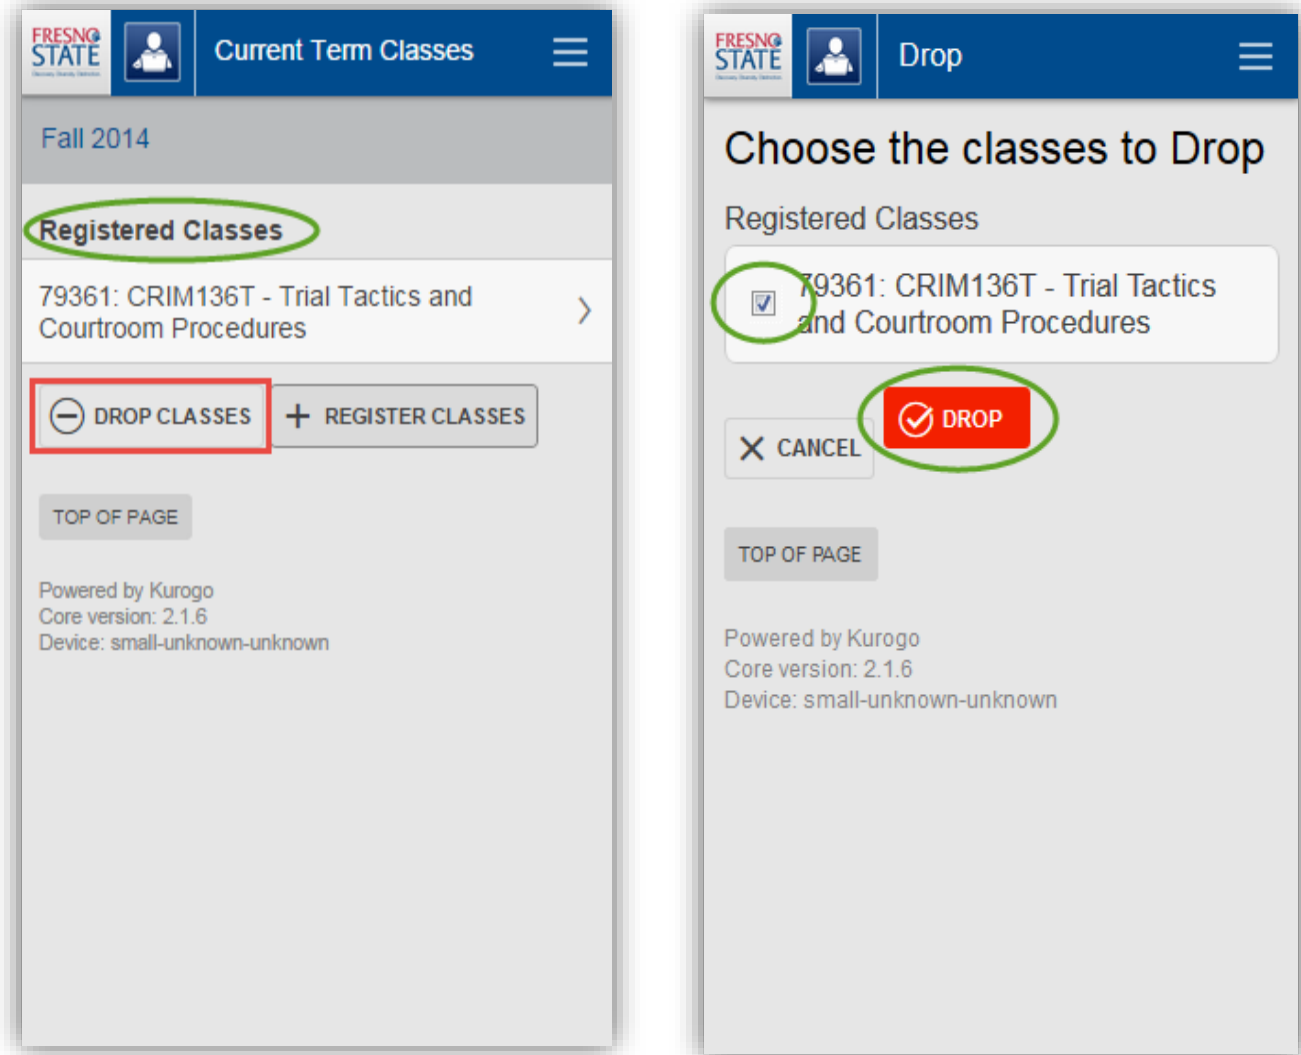 FRESNO
STATE
Current Term Classes
Fall 2014
Registered Classes
79361: CRIM136T - Trial Tactics and
Courtroom Procedures
DROP CLASSES
REGISTER CLASSES
TOP OF PAGE
Powered by Kurogo
Core version: 2.1.6
Device: small-unknown-unknown
FRESNO
STATE
Drop
Choose the classes to Drop
Registered Classes
79361: CRIM136T - Trial Tactics
and Courtroom Procedures
DROP
CANCEL
TOP OF PAGE
Powered by Kurogo
Core version: 2.1.6
Device: small-unknown-unknown